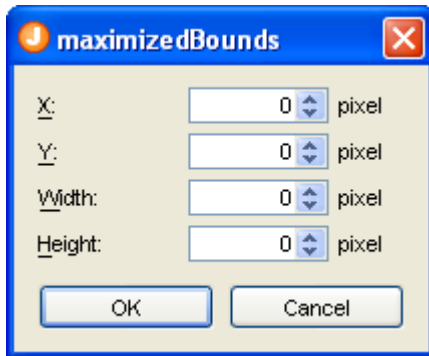 maximizedBounds
X: 0 pixel
Y: 0 pixel
Width: 0 pixel
Height: 0 pixel
OK Cancel